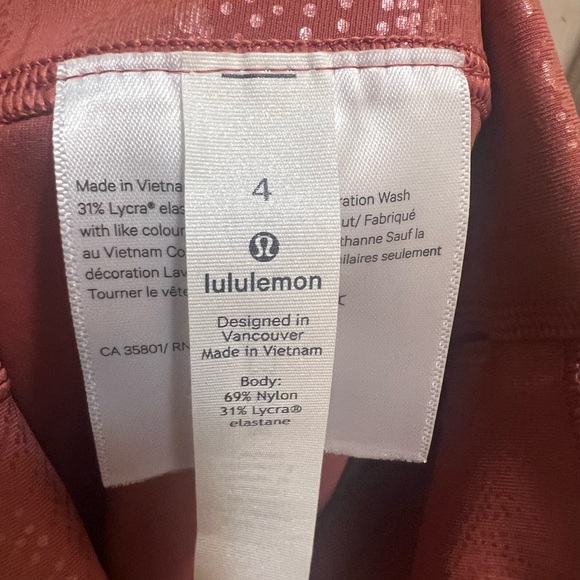 4
lululemon
Designed in
Vancouver
Made in Vietnam
Body:
69% Nylon
31% Lycra®
elastane
Made in Vietna
31% Lycra® elas
with like colour
au Vietnam Co
décoration Lav
Tourner le vête
CA 35801/ RN
ration Wash
ut/ Fabriqué
thanne Sauf la
ilaires seulement